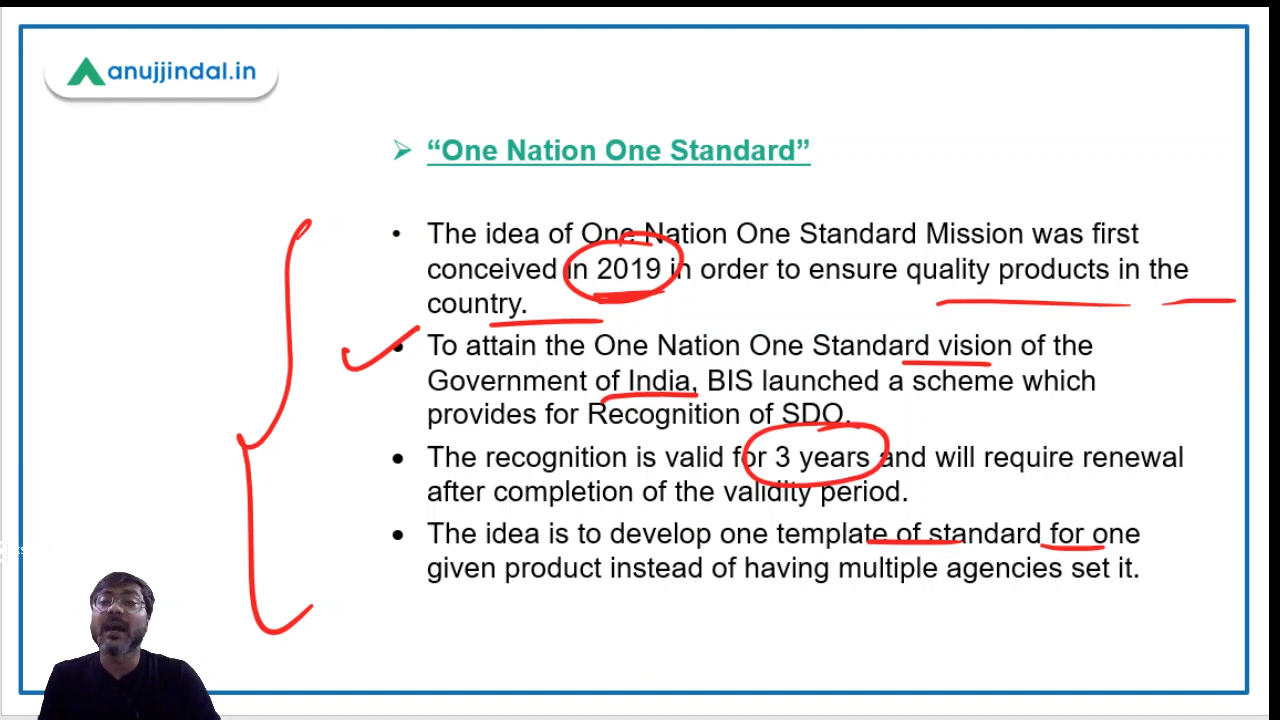 anujjindal.in
➢ “One Nation One Standard”
• The idea of One Nation One Standard Mission was first
conceived in 2019 in order to ensure quality products in the
country.
• To attain the One Nation One Standard vision of the
Government of India, BIS launched a scheme which
provides for Recognition of SDO.
• The recognition is valid for 3 years and will require renewal
after completion of the validity period.
• The idea is to develop one template of standard for one
given product instead of having multiple agencies set it.